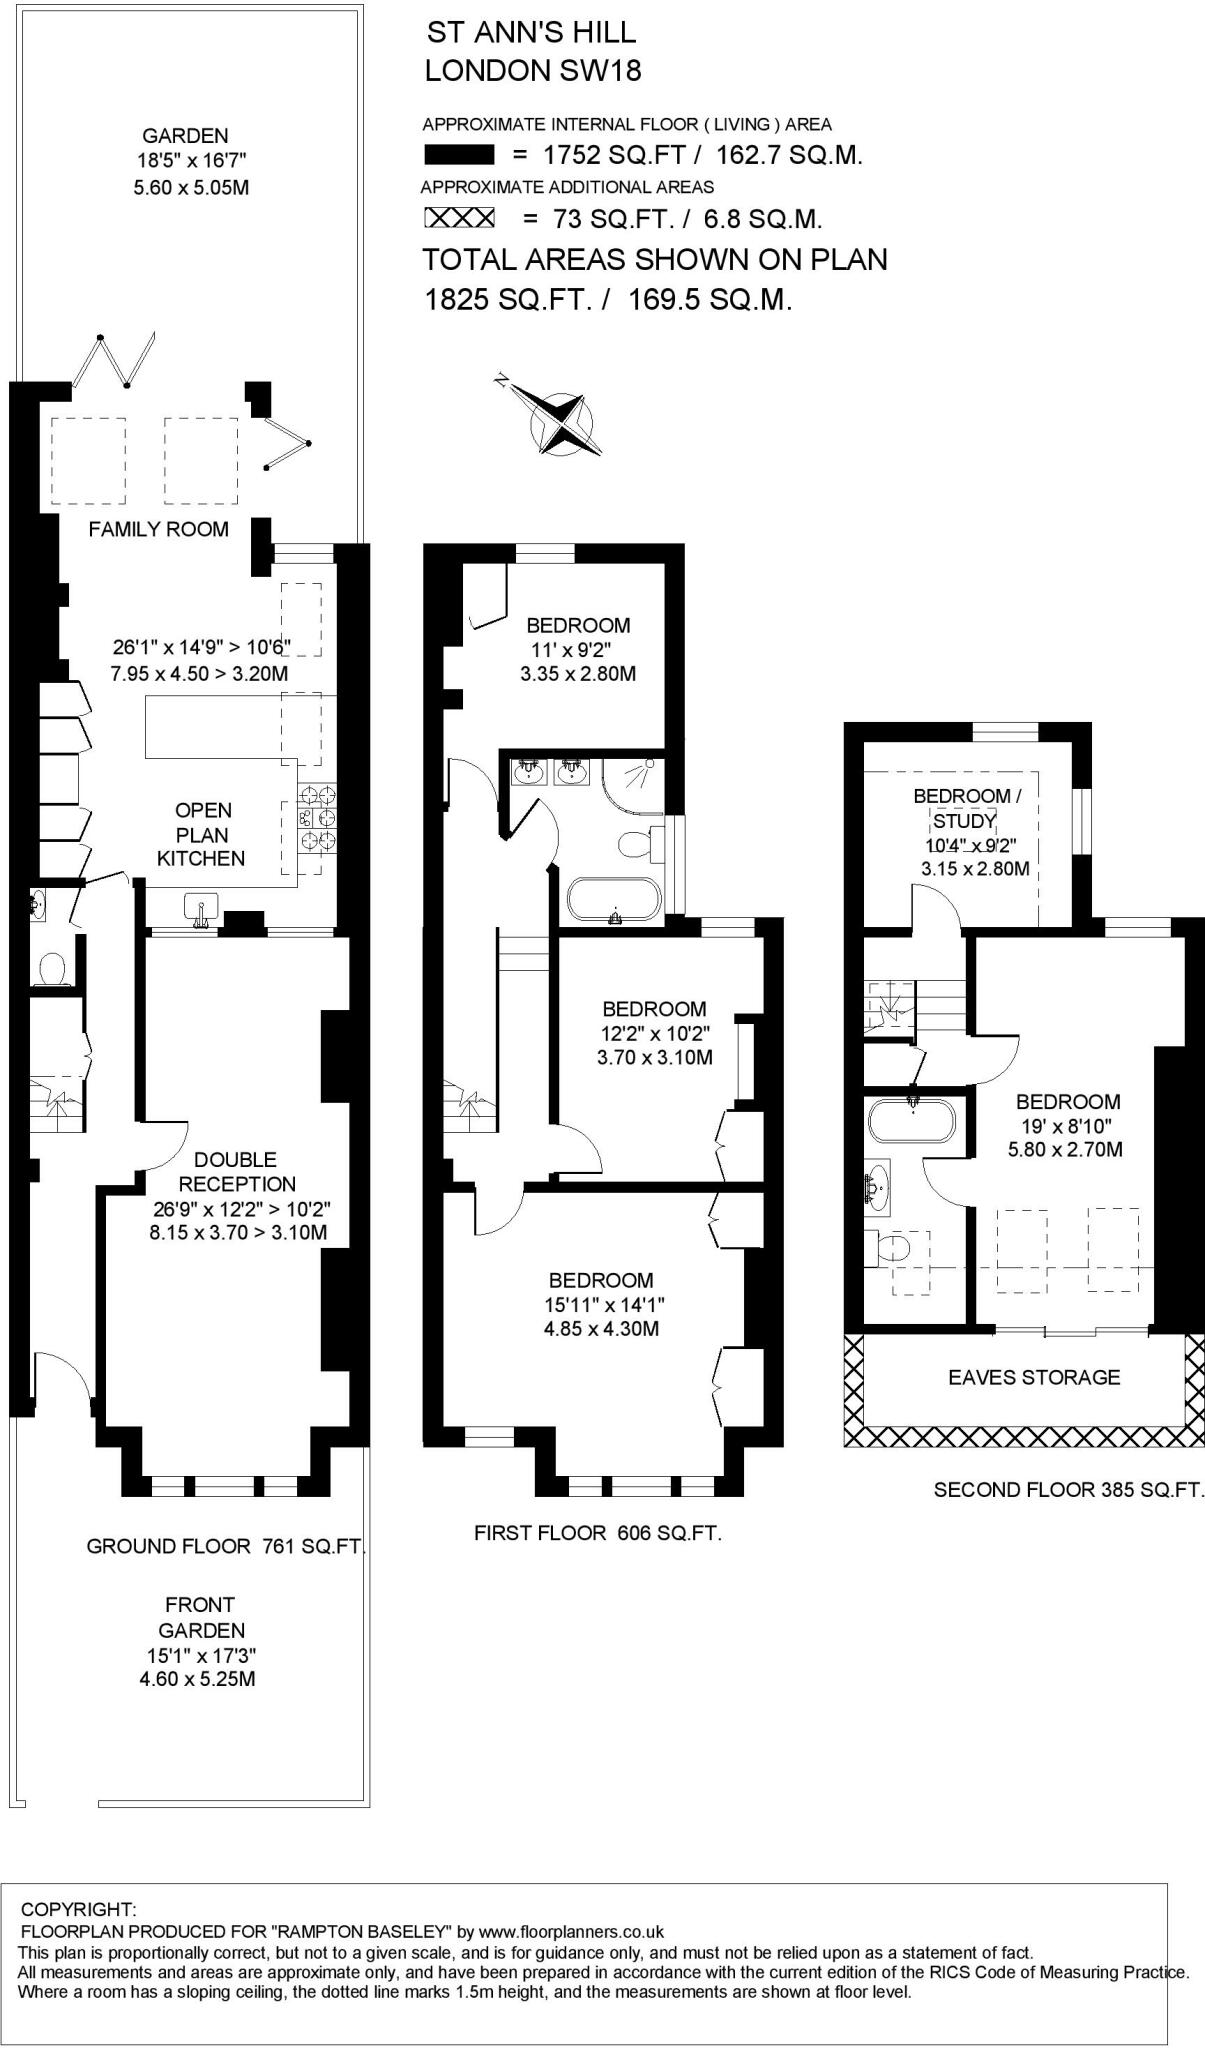 ST ANN'S HILL
LONDON SW18
APPROXIMATE INTERNAL FLOOR ( LIVING ) AREA
= 1752 SQ.FT / 162.7 SQ.M.
APPROXIMATE ADDITIONAL AREAS
= 73 SQ.FT. / 6.8 SQ.M.
TOTAL AREAS SHOWN ON PLAN
1825 SQ.FT. / 169.5 SQ.M.
N
GARDEN
18'5" x 16'7"
5.60 x 5.05M
FAMILY ROOM
26'1" x 14'9" > 10'6"
7.95 x 4.50 > 3.20M
OPEN
PLAN
KITCHEN
DOUBLE
RECEPTION
26'9" x 12'2" > 10'2"
8.15 x 3.70 > 3.10M
GROUND FLOOR 761 SQ.FT.
FRONT
GARDEN
15'1" x 17'3"
4.60 x 5.25M
BEDROOM
11' x 9'2"
3.35 x 2.80M
BEDROOM
12'2" x 10'2"
3.70 x 3.10M
BEDROOM
15'11" x 14'1"
4.85 x 4.30M
FIRST FLOOR 606 SQ.FT.
BEDROOM /
STUDY
10'4" x 9'2"
3.15 x 2.80M
BEDROOM
19' x 8'10"
5.80 x 2.70M
EAVES STORAGE
SECOND FLOOR 385 SQ.FT.
COPYRIGHT:
FLOORPLAN PRODUCED FOR "RAMPTON BASELEY" by www.floorplanners.co.uk
This plan is proportionally correct, but not to a given scale, and is for guidance only, and must not be relied upon as a statement of fact.
All measurements and areas are approximate only, and have been prepared in accordance with the current edition of the RICS Code of Measuring Practice.
Where a room has a sloping ceiling, the dotted line marks 1.5m height, and the measurements are shown at floor level.